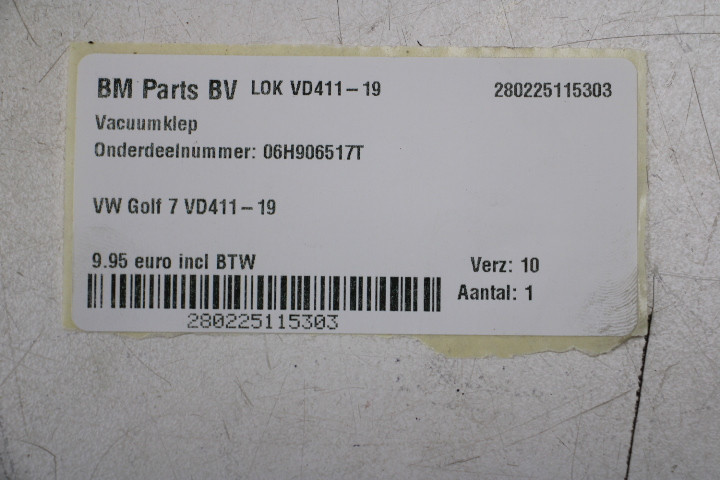 BM Parts BV LOK VD411-19 280225115303
Vacuumklep
Onderdeelnummer: 06H906517T
VW Golf 7 VD411-19
9.95 euro incl BTW Verz: 10
Aantal: 1
280225115303